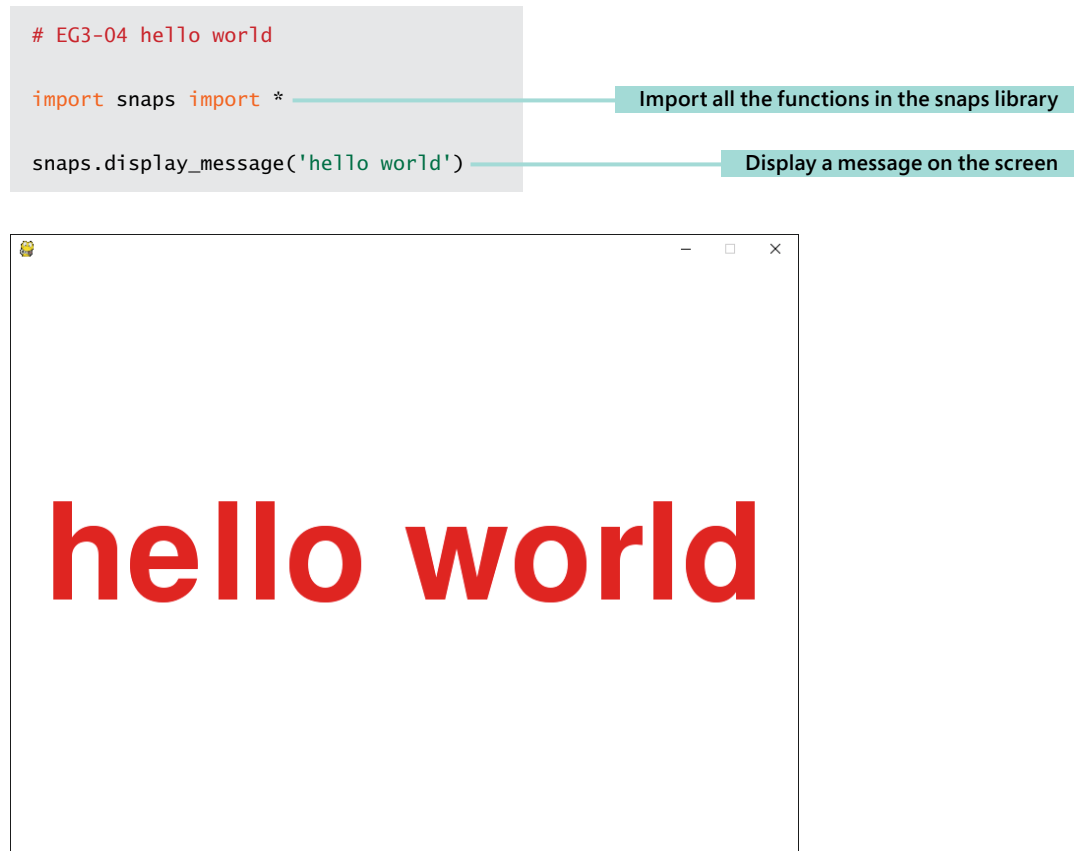 # EG3-04 hello world
import snaps import *
Import all the functions in the snaps library
snaps.display_message('hello world')
Display a message on the screen
hello world